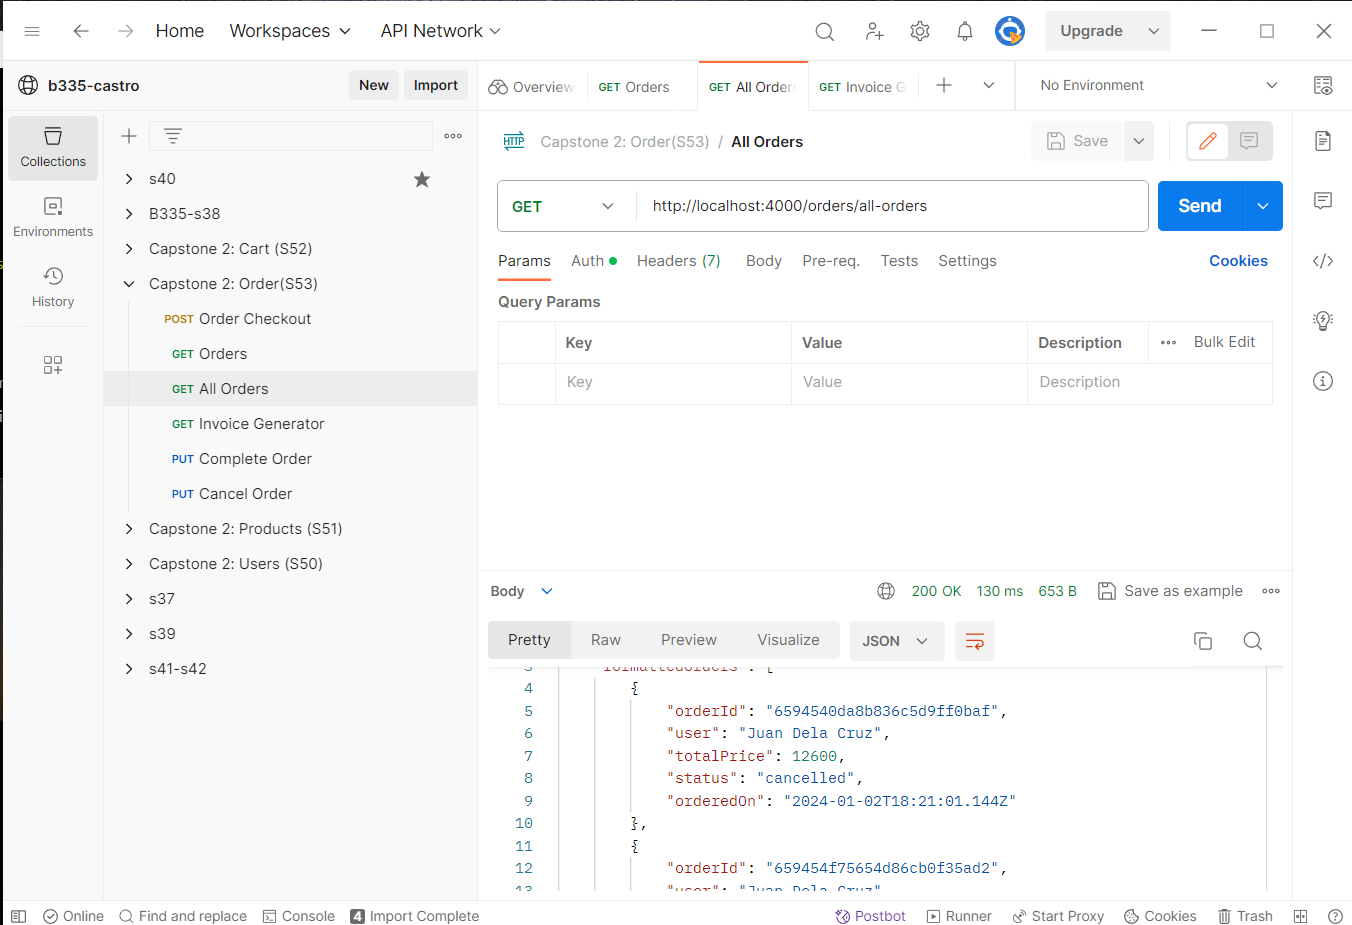 Home
Workspaces
API Network
Upgrade
b335-castro
New
Import
Overview
GET Orders
GET All Orders
GET Invoice G
No Environment
Collections
Environments
History
s40
B335-s38
Capstone 2: Cart (S52)
Capstone 2: Order(S53)
POST Order Checkout
GET Orders
GET All Orders
GET Invoice Generator
PUT Complete Order
PUT Cancel Order
Capstone 2: Products (S51)
Capstone 2: Users (S50)
s37
s39
s41-s42
HTTP Capstone 2: Order(S53) / All Orders
Save
GET http://localhost:4000/orders/all-orders
Send
Params Auth Headers (7) Body Pre-req. Tests Settings Cookies
Query Params
Key Value Description Bulk Edit
Key Value Description
Body 200 OK 130 ms 653 B Save as example
Pretty Raw Preview Visualize JSON
3 "formattedOrders": [
4 {
5 "orderId": "6594540da8b836c5d9ff0baf",
6 "user": "Juan Dela Cruz",
7 "totalPrice": 12600,
8 "status": "cancelled",
9 "orderedOn": "2024-01-02T18:21:01.144Z"
10 },
11 {
12 "orderId": "659454f75654d86cb0f35ad2",
13 "user": "Juan Dela Cruz"
Online Find and replace Console 4 Import Complete Postbot Runner Start Proxy Cookies Trash